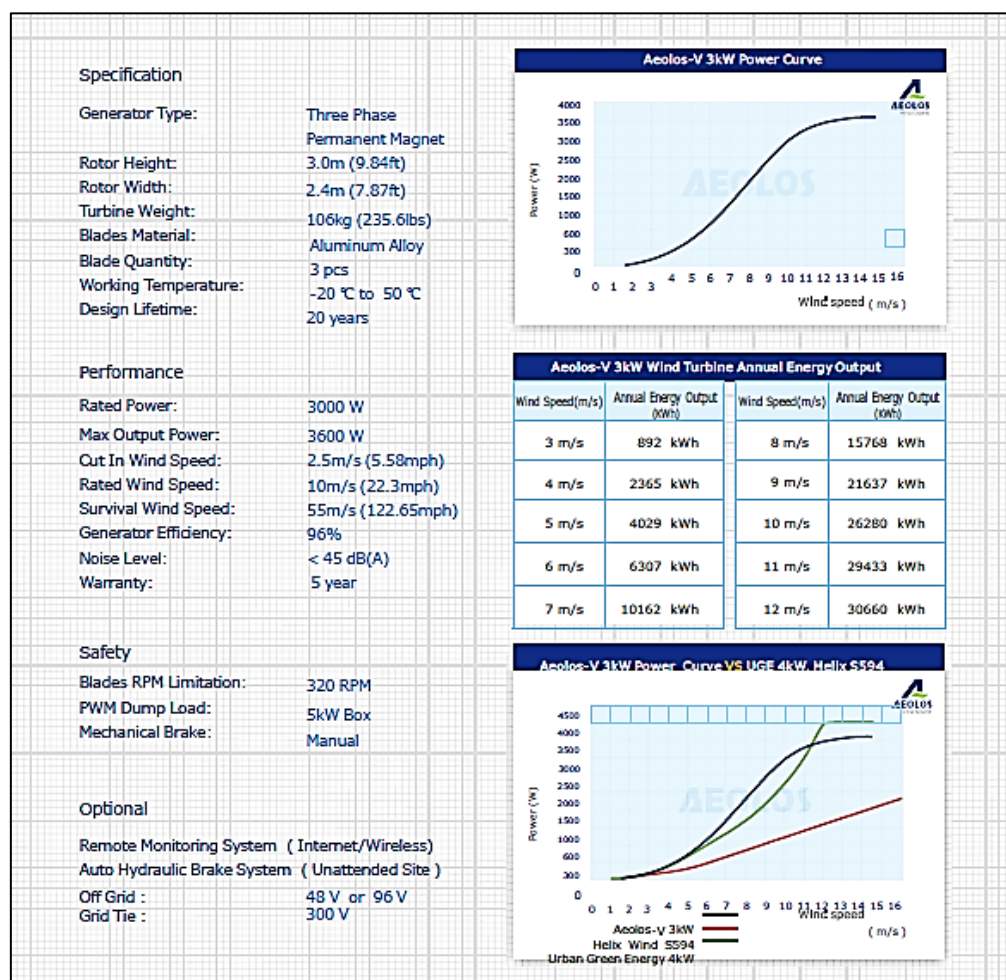 Specification
Generator Type: Three Phase
Permanent Magnet
Rotor Height: 3.0m (9.84ft)
Rotor Width: 2.4m (7.87ft)
Turbine Weight: 106kg (235.6lbs)
Blades Material: Aluminum Alloy
Blade Quantity: 3 pcs
Working Temperature: -20 ℃ to 50 ℃
Design Lifetime: 20 years
Performance
Rated Power: 3000 W
Max Output Power: 3600 W
Cut In Wind Speed: 2.5m/s (5.58mph)
Rated Wind Speed: 10m/s (22.3mph)
Survival Wind Speed: 55m/s (122.65mph)
Generator Efficiency: 96%
Noise Level: < 45 dB(A)
Warranty: 5 year
Safety
Blades RPM Limitation: 320 RPM
PWM Dump Load: 5kW Box
Mechanical Brake: Manual
Optional
Remote Monitoring System ( Internet/Wireless)
Auto Hydraulic Brake System ( Unattended Site )
Off Grid : 48 V or 96 V
Grid Tie : 300 V
Aeolos-V 3kW Power Curve
AEOLOS
AEOLOS
Power (W)
4000
3500
3000
2500
2000
1500
1000
600
300
0
0 1 2 3 4 5 6 7 8 9 10 11 12 13 14 15 16
Wind speed ( m/s )
Aeolos-V 3kW Wind Turbine Annual Energy Output
Wind Speed(m/s) Annual Energy Output (KWh) Wind Speed(m/s) Annual Energy Output (KWh)
3 m/s 892 kWh 8 m/s 15768 kWh
4 m/s 2365 kWh 9 m/s 21637 kWh
5 m/s 4029 kWh 10 m/s 26280 kWh
6 m/s 6307 kWh 11 m/s 29433 kWh
7 m/s 10162 kWh 12 m/s 30660 kWh
Aeolos-V 3kW Power Curve VS UGE 4kW, Helix S594
AEOLOS
AEOLOS
Power (W)
4500
4000
3500
3000
2500
2000
1500
1000
600
300
0
0 1 2 3 4 5 6 7 8 9 10 11 12 13 14 15 16
Wind speed
( m/s )
Aeolos-V 3kW
Helix Wind S594
Urban Green Energy 4kW